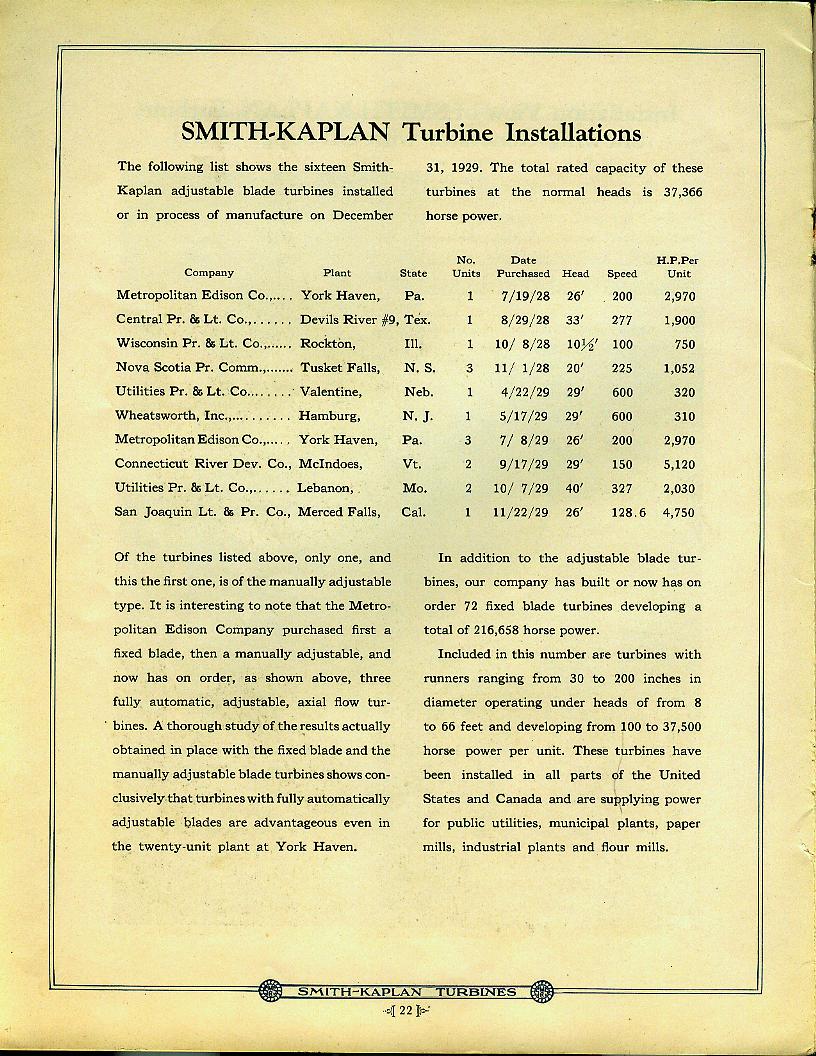 SMITH-KAPLAN Turbine Installations
The following list shows the sixteen Smith-
Kaplan adjustable blade turbines installed
or in process of manufacture on December
31, 1929. The total rated capacity of these
turbines at the normal heads is 37,366
horse power.
No. Date H.P.Per
Company Plant State Units Purchased Head Speed Unit
Metropolitan Edison Co.,.... York Haven, Pa. 1 7/19/28 26′ 200 2,970
Central Pr. & Lt. Co.,...... Devils River #9, Tex. 1 8/29/28 33′ 277 1,900
Wisconsin Pr. & Lt. Co.,...... Rockton, Ill. 1 10/ 8/28 10½′ 100 750
Nova Scotia Pr. Comm.,....... Tusket Falls, N. S. 3 11/ 1/28 20′ 225 1,052
Utilities Pr. & Lt. Co........ Valentine, Neb. 1 4/22/29 29′ 600 320
Wheatsworth, Inc.,.......... Hamburg, N. J. 1 5/17/29 29′ 600 310
Metropolitan Edison Co.,..... York Haven, Pa. 3 7/ 8/29 26′ 200 2,970
Connecticut River Dev. Co., McIndoes, Vt. 2 9/17/29 29′ 150 5,120
Utilities Pr. & Lt. Co.,...... Lebanon, Mo. 2 10/ 7/29 40′ 327 2,030
San Joaquin Lt. & Pr. Co., Merced Falls, Cal. 1 11/22/29 26′ 128.6 4,750
Of the turbines listed above, only one, and
this the first one, is of the manually adjustable
type. It is interesting to note that the Metro-
politan Edison Company purchased first a
fixed blade, then a manually adjustable, and
now has on order, as shown above, three
fully automatic, adjustable, axial flow tur-
bines. A thorough study of the results actually
obtained in place with the fixed blade and the
manually adjustable blade turbines shows con-
clusively that turbines with fully automatically
adjustable blades are advantageous even in
the twenty-unit plant at York Haven.
In addition to the adjustable blade tur-
bines, our company has built or now has on
order 72 fixed blade turbines developing a
total of 216,658 horse power.
Included in this number are turbines with
runners ranging from 30 to 200 inches in
diameter operating under heads of from 8
to 66 feet and developing from 100 to 37,500
horse power per unit. These turbines have
been installed in all parts of the United
States and Canada and are supplying power
for public utilities, municipal plants, paper
mills, industrial plants and flour mills.
SMITH-KAPLAN TURBINES
[ 22 ]